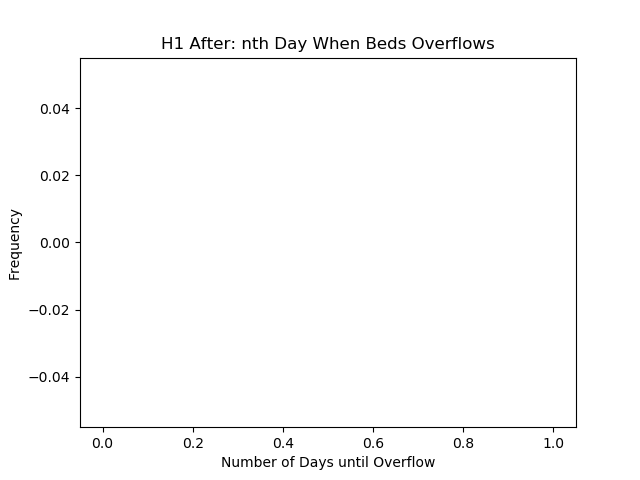 H1 After: nth Day When Beds Overflows
0.04
0.02
0.00
−0.02
−0.04
Frequency
0.0 0.2 0.4 0.6 0.8 1.0
Number of Days until Overflow